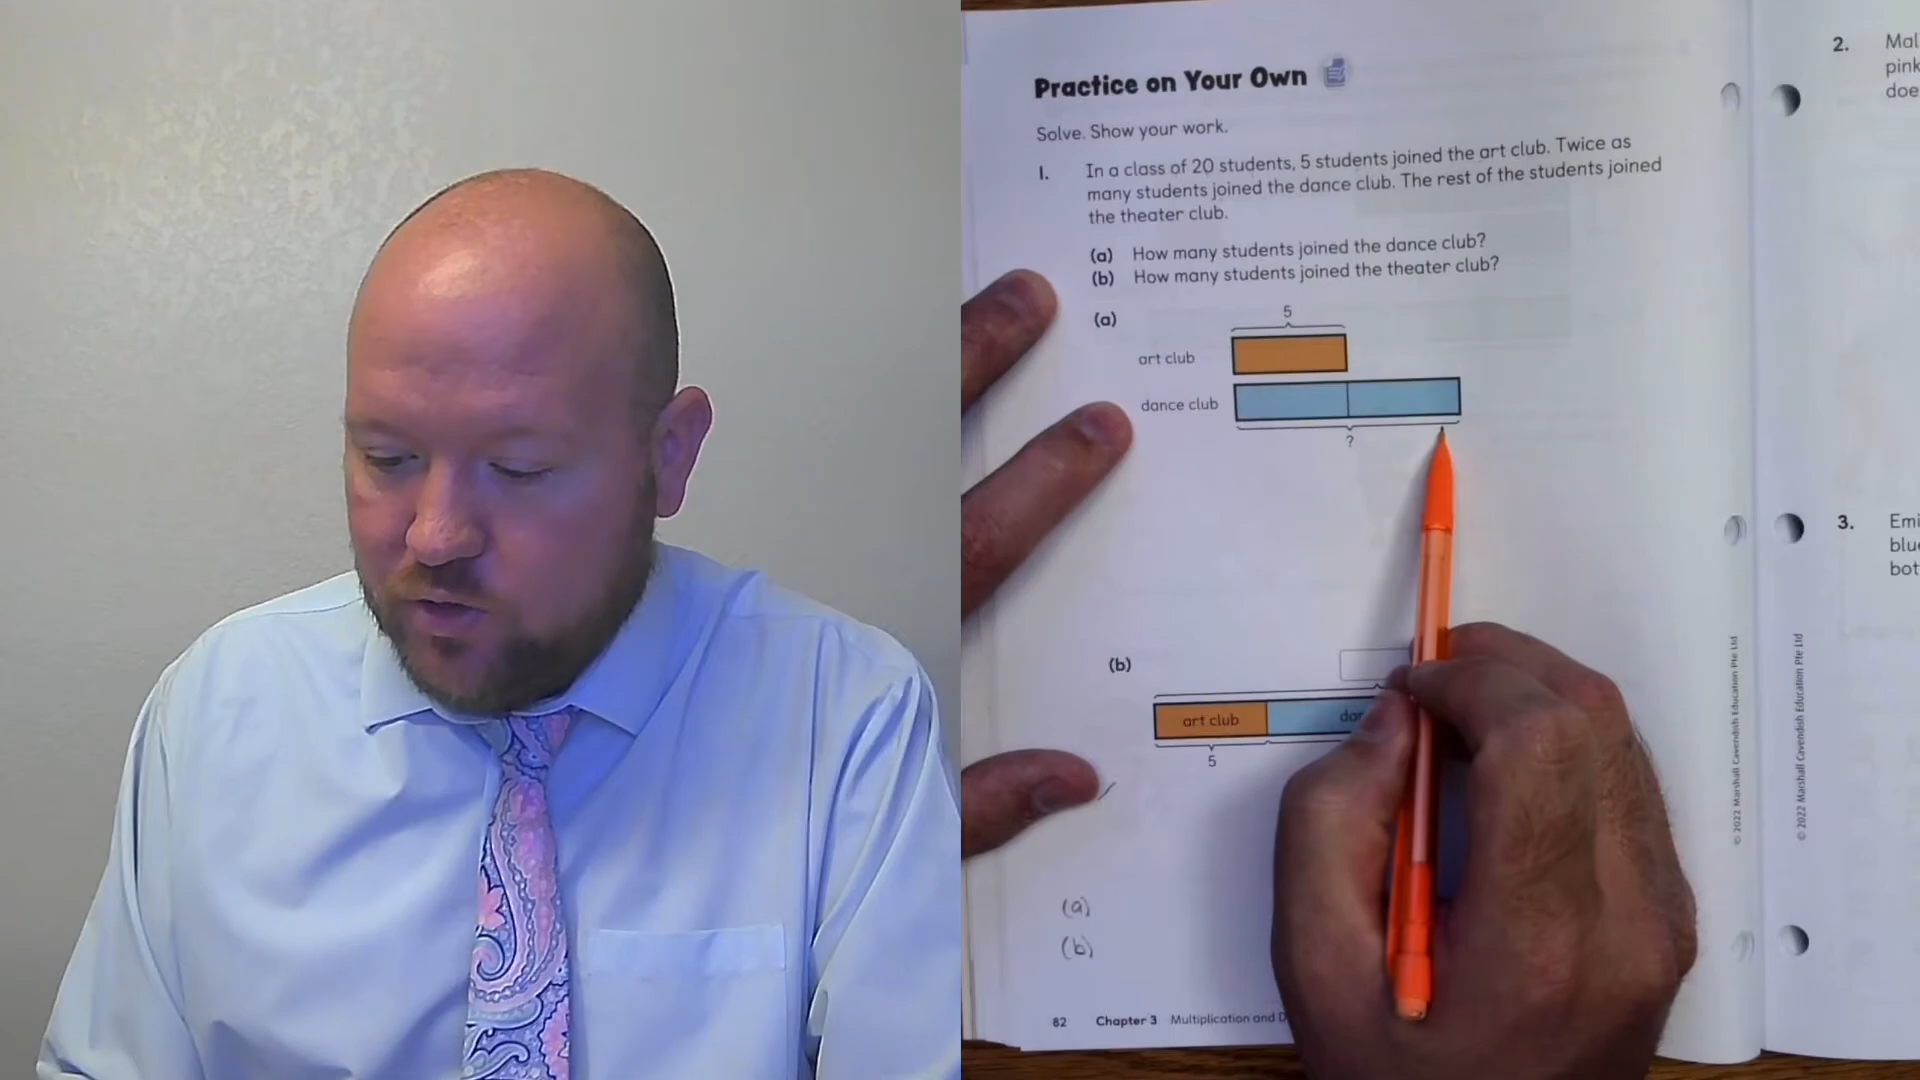 Practice on Your Own
Solve. Show your work.
1. In a class of 20 students, 5 students joined the art club. Twice as
many students joined the dance club. The rest of the students joined
the theater club.
(a) How many students joined the dance club?
(b) How many students joined the theater club?
(a)
5
art club
dance club
?
(b)
art club
5
(a)
(b)
82 Chapter 3 Multiplication and
© 2022 Marshall Cavendish Education Pte Ltd
© 2022 Marshall Cavendish Education Pte Ltd
2.
pink
3.